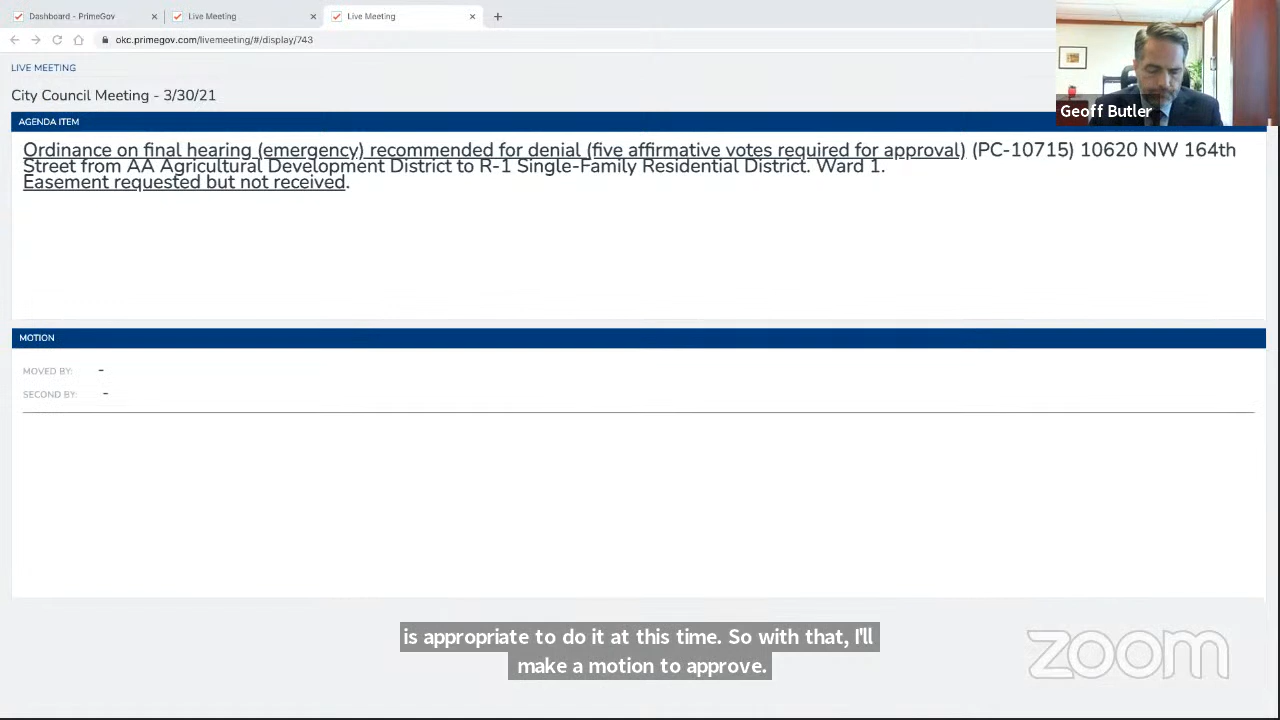 Dashboard - PrimeGov
Live Meeting
Live Meeting
okc.primegov.com/livemeeting/#/display/743
LIVE MEETING
City Council Meeting - 3/30/21
Geoff Butler
AGENDA ITEM
Ordinance on final hearing (emergency) recommended for denial (five affirmative votes required for approval) (PC-10715) 10620 NW 164th
Street from AA Agricultural Development District to R-1 Single-Family Residential District. Ward 1.
Easement requested but not received.
MOTION
MOVED BY: -
SECOND BY: -
is appropriate to do it at this time. So with that, I'll
make a motion to approve.
zoom